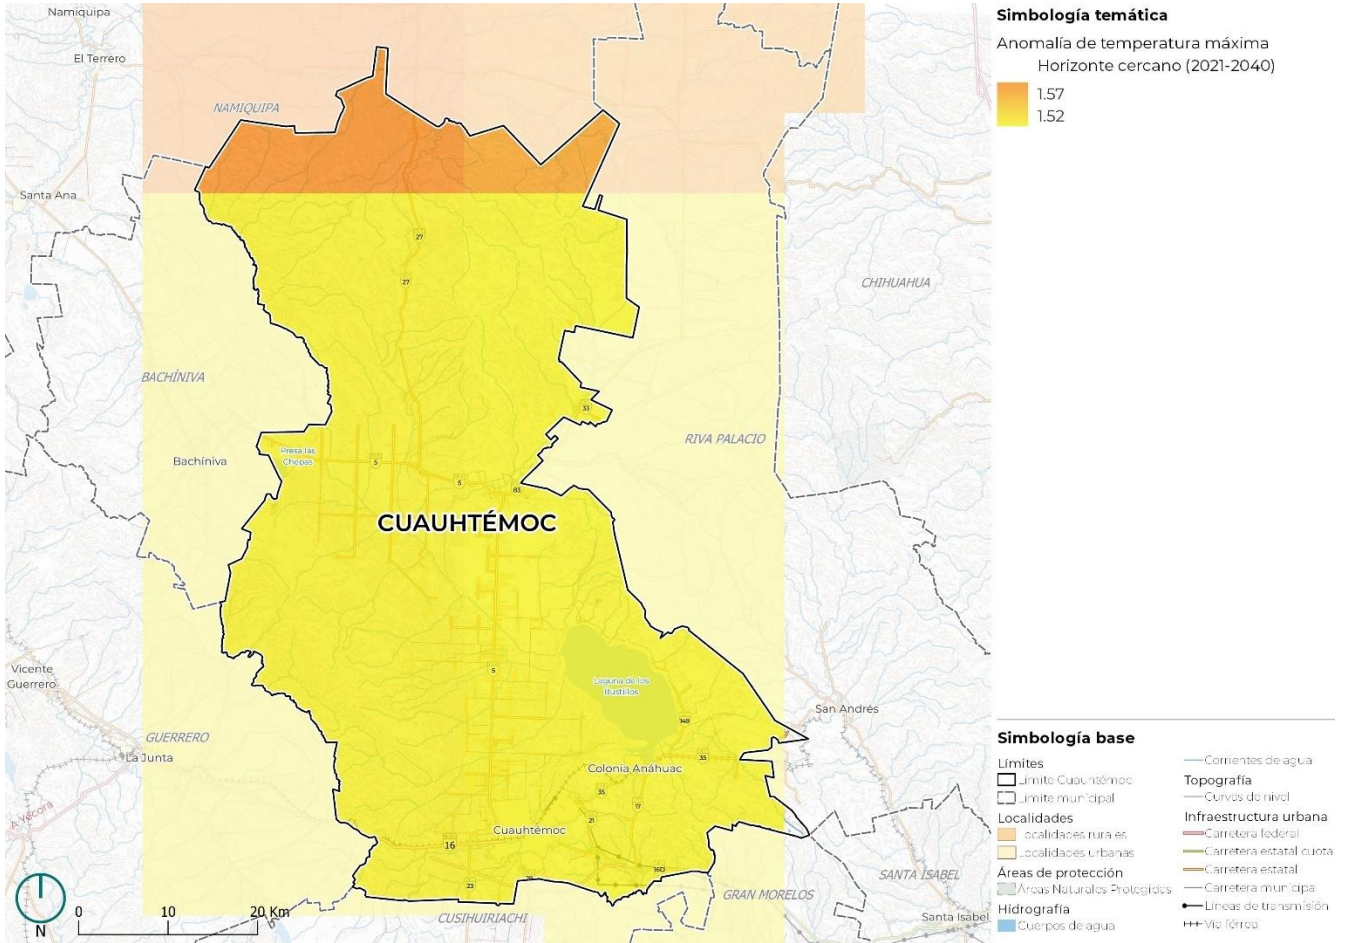 Namiquipa
El Terrero
NAMIQUIPA
Santa Ana
27
27
CHIHUAHUA
BACHÍNIVA
33
RIVA PALACIO
Bachíniva
Presa las
Chepas
5
5
83
CUAUHTÉMOC
Vicente
Guerrero
5
Laguna de los
Bustillos
149
San Andrés
GUERRERO
La Junta
35
Colonia Anáhuac
35
17
A Yécora
21
Cuauhtémoc
16
16D
23
29
GRAN MORELOS
SANTA ISABEL
CUSIHUIRIACHI
Santa Isabel
N
0 10 20 Km
Simbología temática
Anomalía de temperatura máxima
Horizonte cercano (2021-2040)
1.57
1.52
Simbología base
Límites
Límite Cuauhtémoc
Límite municipal
Localidades
Localidades rurales
Localidades urbanas
Áreas de protección
Áreas Naturales Protegidas
Hidrografía
Cuerpos de agua
Corrientes de agua
Topografía
Curvas de nivel
Infraestructura urbana
Carretera federal
Carretera estatal cuota
Carretera estatal
Carretera municipa
Líneas de transmisión
Vía férrea